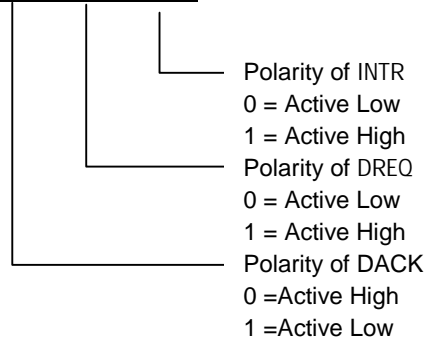 Polarity of INTR
0 = Active Low
1 = Active High
Polarity of DREQ
0 = Active Low
1 = Active High
Polarity of DACK
0 =Active High
1 =Active Low